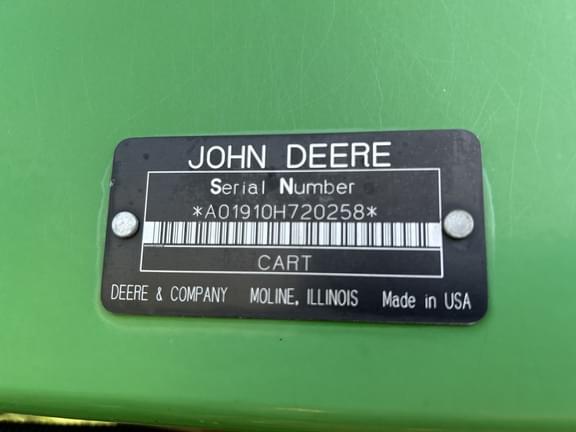 JOHN DEERE
Serial Number
*A01910H720258*
CART
DEERE & COMPANY MOLINE, ILLINOIS Made in USA